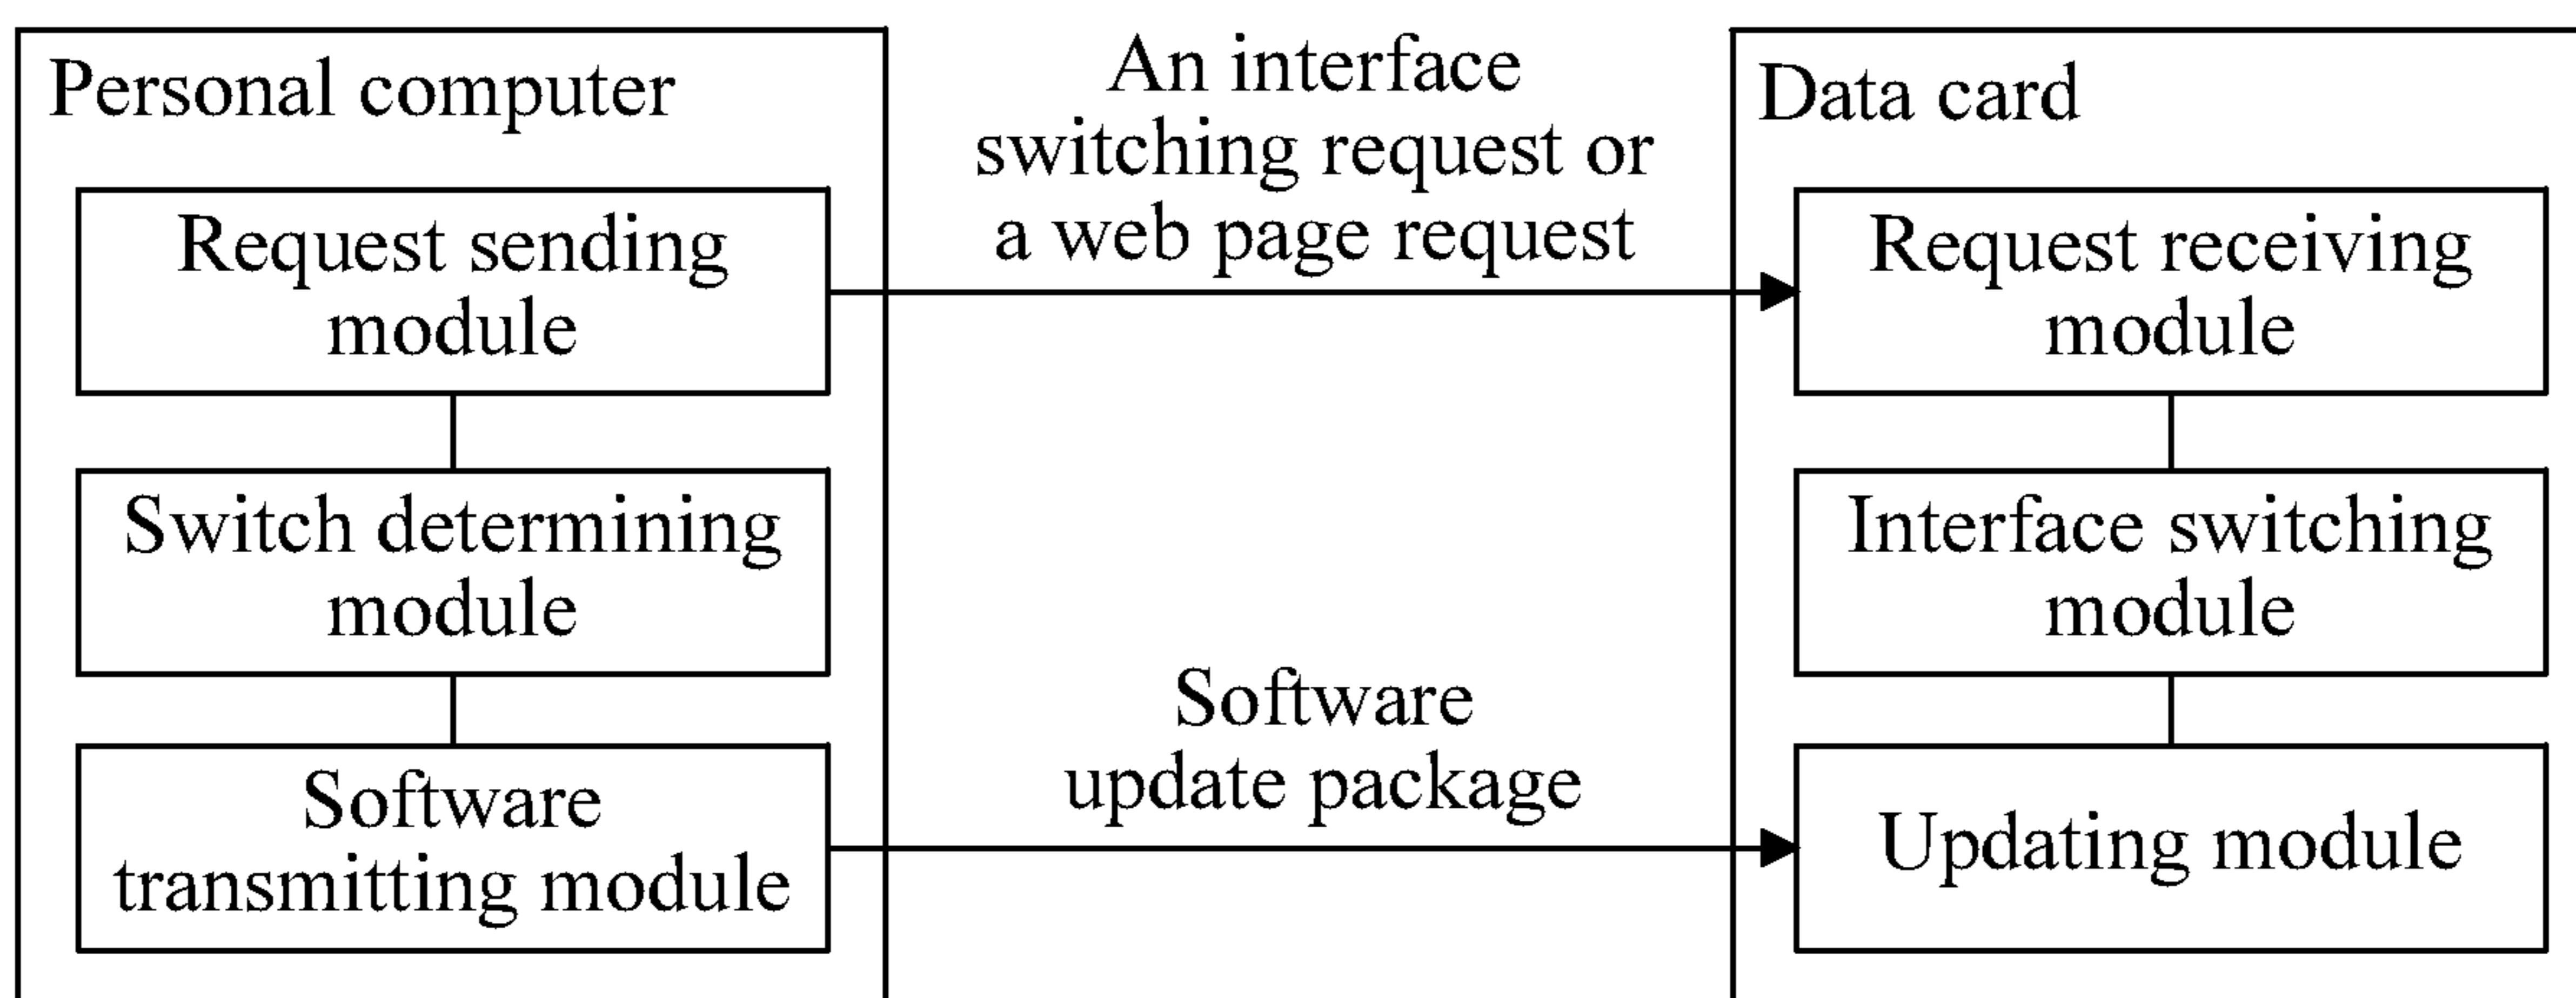 Personal computer
An interface
switching request or
a web page request
Data card
Request sending
module
Request receiving
module
Switch determining
module
Interface switching
module
Software
update package
Software
transmitting module
Updating module